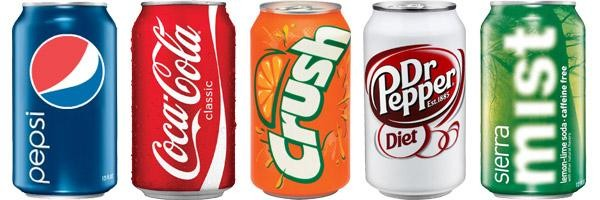 pepsi
Coca-Cola
classic
Crush
Dr
Pepper
Est. 1885
Diet
sierra
mist
lemon-lime soda · caffeine free